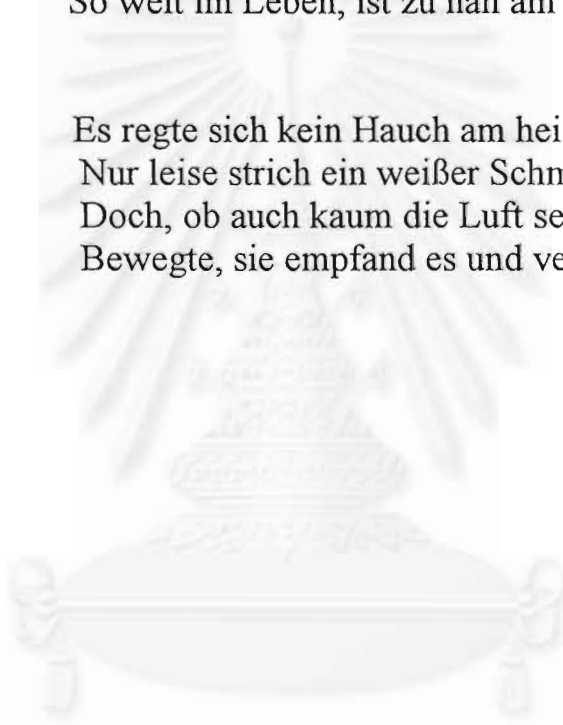 So weit im Leben, ist zu nah am
Es regte sich kein Hauch am hei
Nur leise strich ein weißer Schm
Doch, ob auch kaum die Luft se
Bewegte, sie empfand es und ve